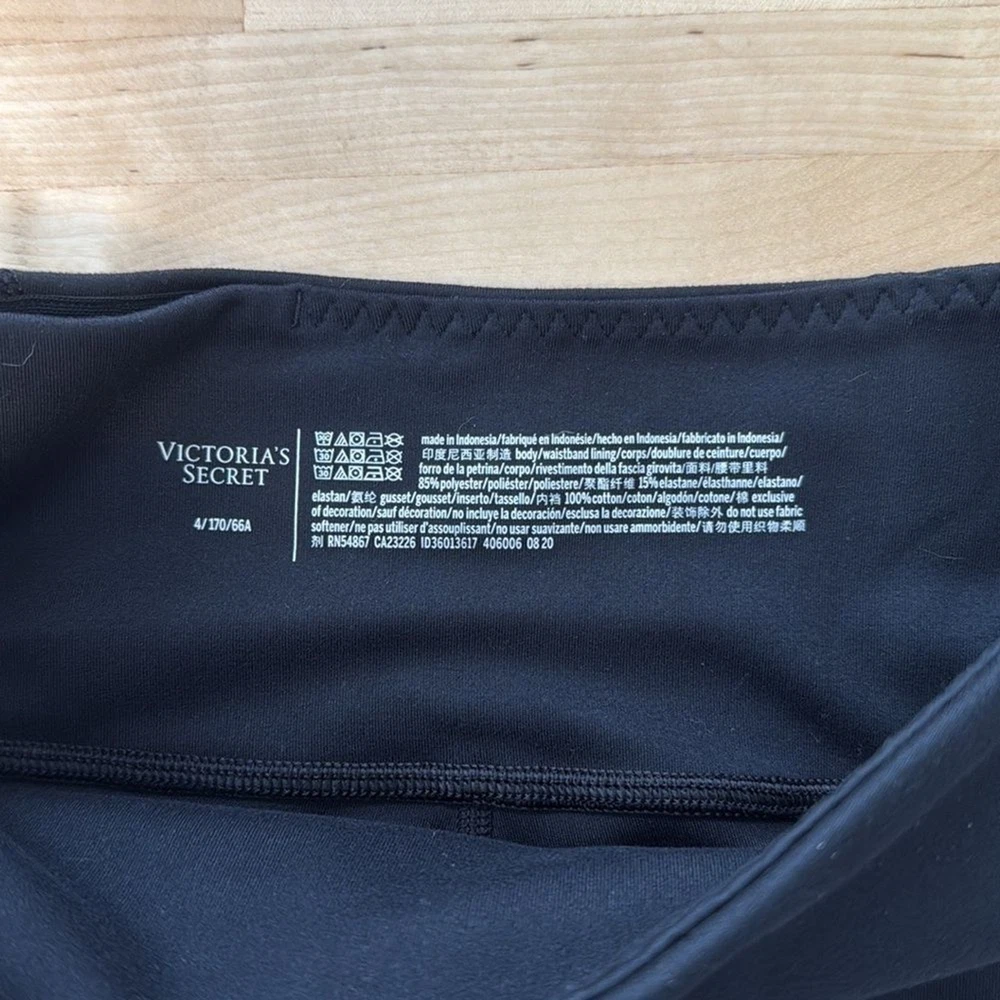 VICTORIA'S
SECRET
4/170/66A
made in Indonesia/fabriqué en Indonésie/hecho en Indonesia/fabbricato in Indonesia/
印度尼西亚制造 body/waistband lining/corps/doublure de ceinture/cuerpo/
forro de la petrina/corpo/rivestimento della fascia girovita/面料/腰带里料
85% polyester/poliéster/poliestere/聚酯纤维 15% elastane/élasthanne/elastano/
elastan/氨纶 gusset/gousset/inserto/tassello/内裆 100% cotton/coton/algodón/cotone/棉 exclusive
of decoration/sauf décoration/no incluye la decoración/esclusa la decorazione/装饰除外 do not use fabric
softener/ne pas utiliser d'assouplissant/no usar suavizante/non usare ammorbidente/请勿使用织物柔顺
剂 RN54867 CA23226 ID36013617 406006 08 20